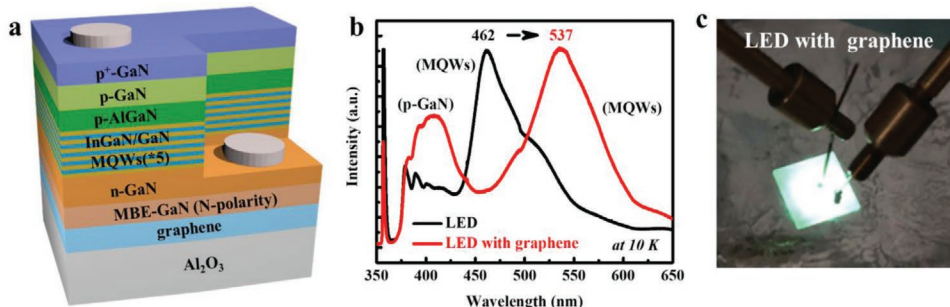 a
p⁺-GaN
p-GaN
p-AlGaN
InGaN/GaN
MQWs(*5)
n-GaN
MBE-GaN (N-polarity)
graphene
Al₂O₃
b
462 → 537
(MQWs)
(p-GaN)
(MQWs)
Intensity (a.u.)
LED
LED with graphene
at 10 K
350 400 450 500 550 600 650
Wavelength (nm)
c
LED with graphene